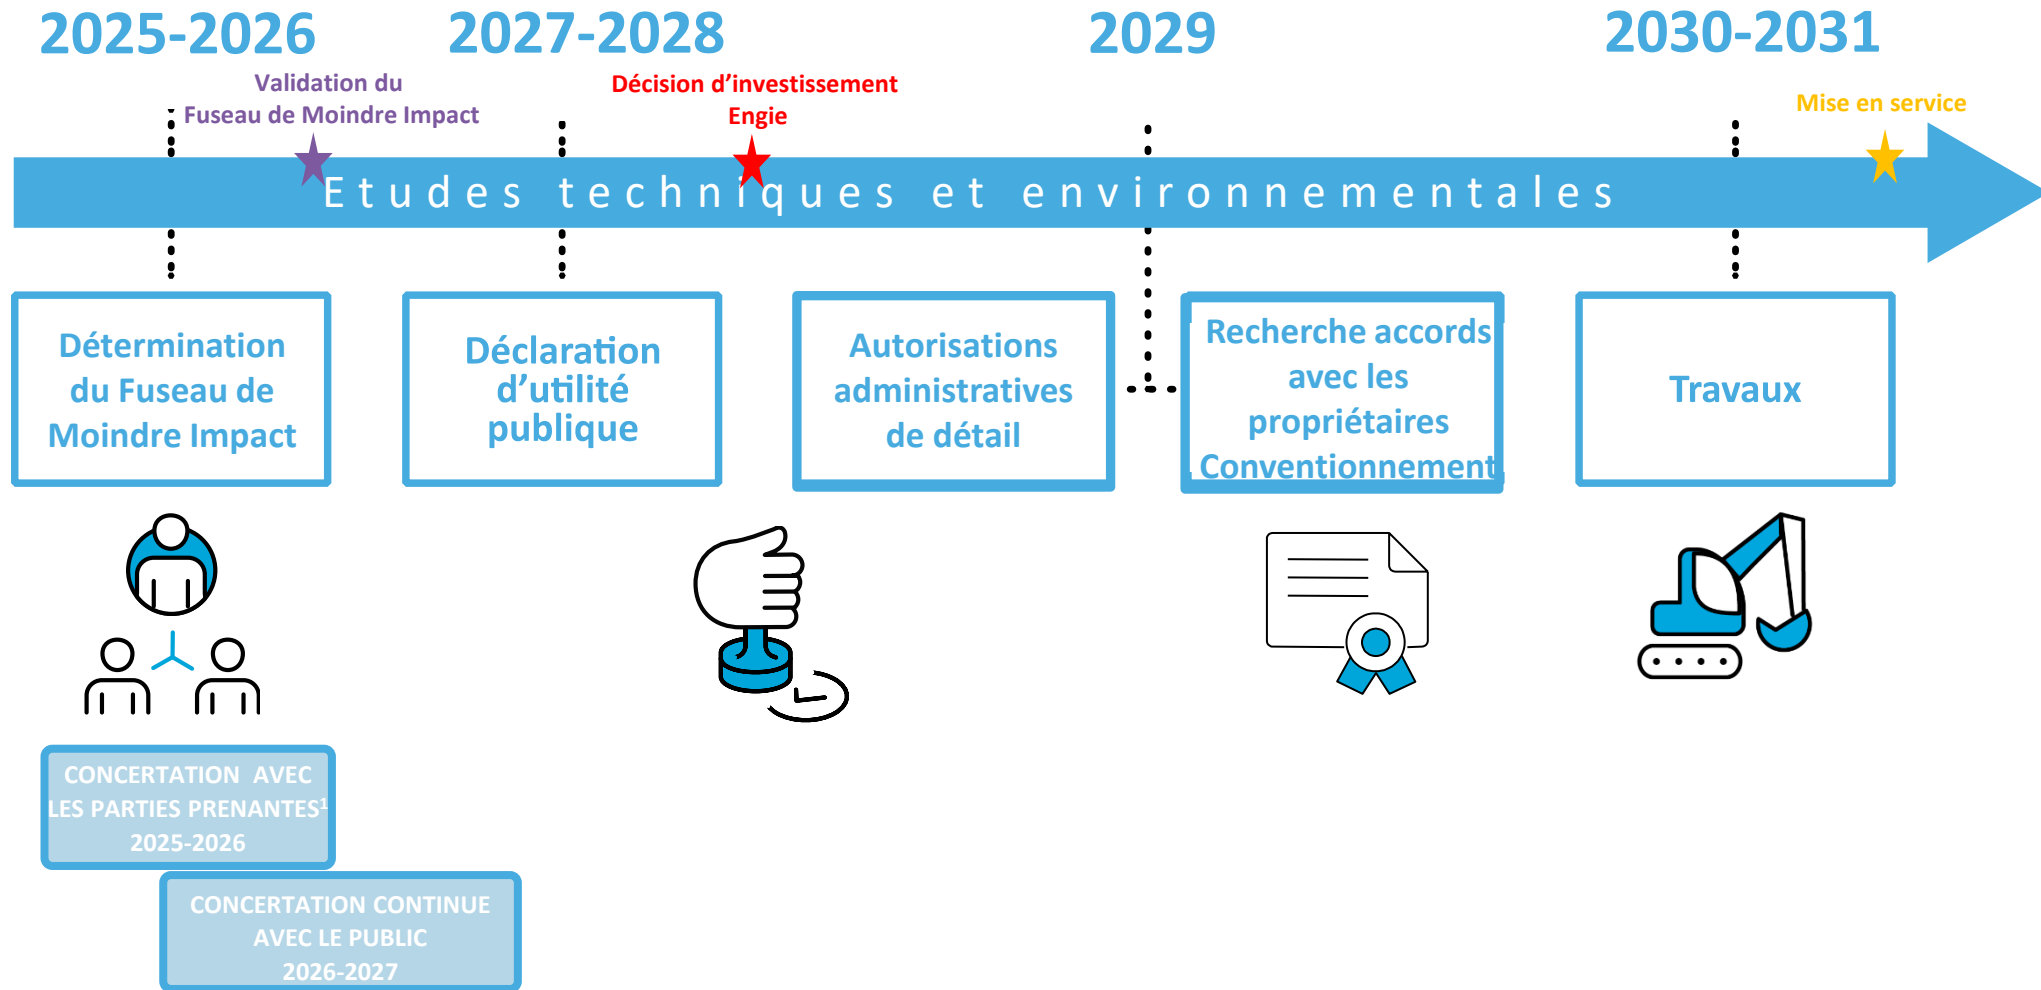 2025-2026
2027-2028
2029
2030-2031
Validation du
Fuseau de Moindre Impact
Décision d'investissement
Engie
Mise en service
Etudes techniques et environnementales
Détermination
du Fuseau de
Moindre Impact
Déclaration
d'utilité
publique
Autorisations
administratives
de détail
Recherche accords
avec les
propriétaires
Conventionnement
Travaux
CONCERTATION AVEC
LES PARTIES PRENANTES¹
2025-2026
CONCERTATION CONTINUE
AVEC LE PUBLIC
2026-2027